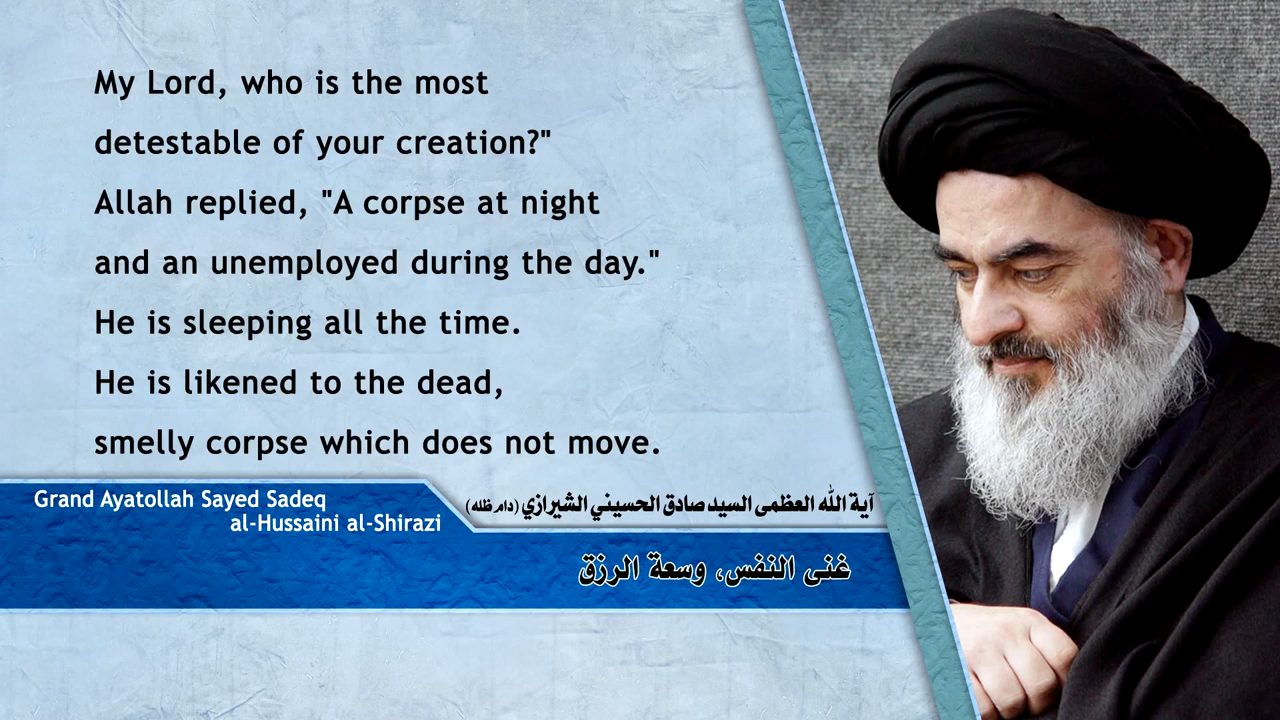 My Lord, who is the most
detestable of your creation?"
Allah replied, "A corpse at night
and an unemployed during the day."
He is sleeping all the time.
He is likened to the dead,
smelly corpse which does not move.
Grand Ayatollah Sayed Sadeq
al-Hussaini al-Shirazi
آية الله العظمى السيد صادق الحسيني الشيرازي (دام ظله)
غنى النفس، وسعة الرزق